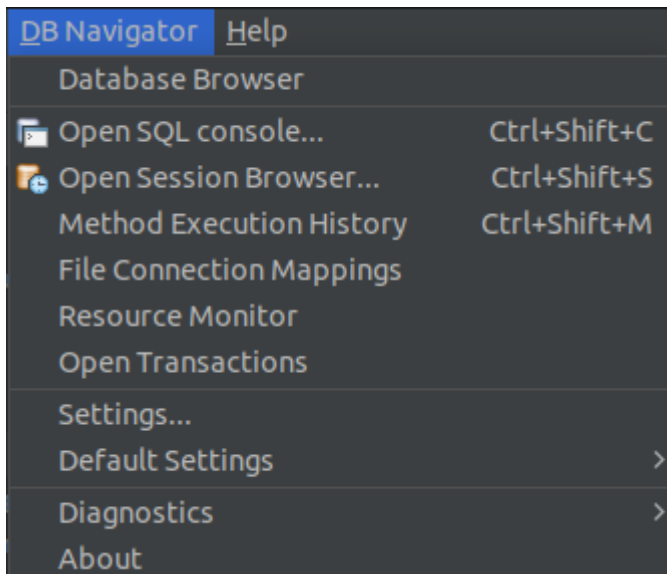 DB Navigator Help
Database Browser
Open SQL console... Ctrl+Shift+C
Open Session Browser... Ctrl+Shift+S
Method Execution History Ctrl+Shift+M
File Connection Mappings
Resource Monitor
Open Transactions
Settings...
Default Settings
Diagnostics
About